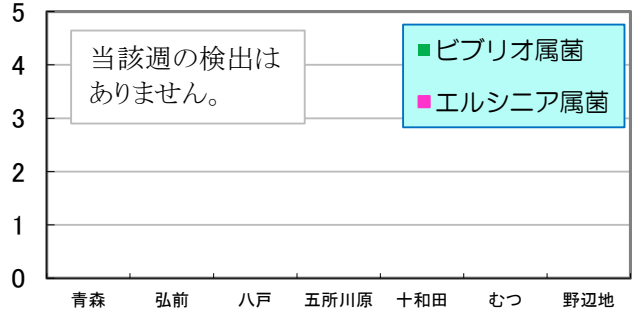 5
4
3
2
1
0
当該週の検出は
ありません。
ビブリオ属菌
エルシニア属菌
青森 弘前 八戸 五所川原 十和田 むつ 野辺地